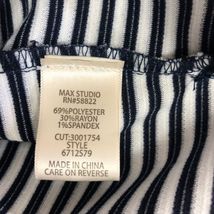 MAX STUDIO
RN#58822
69%POLYESTER
30%RAYON
1%SPANDEX
CUT:3001754
STYLE
6712S79
MADE IN CHINA
CARE ON REVERSE